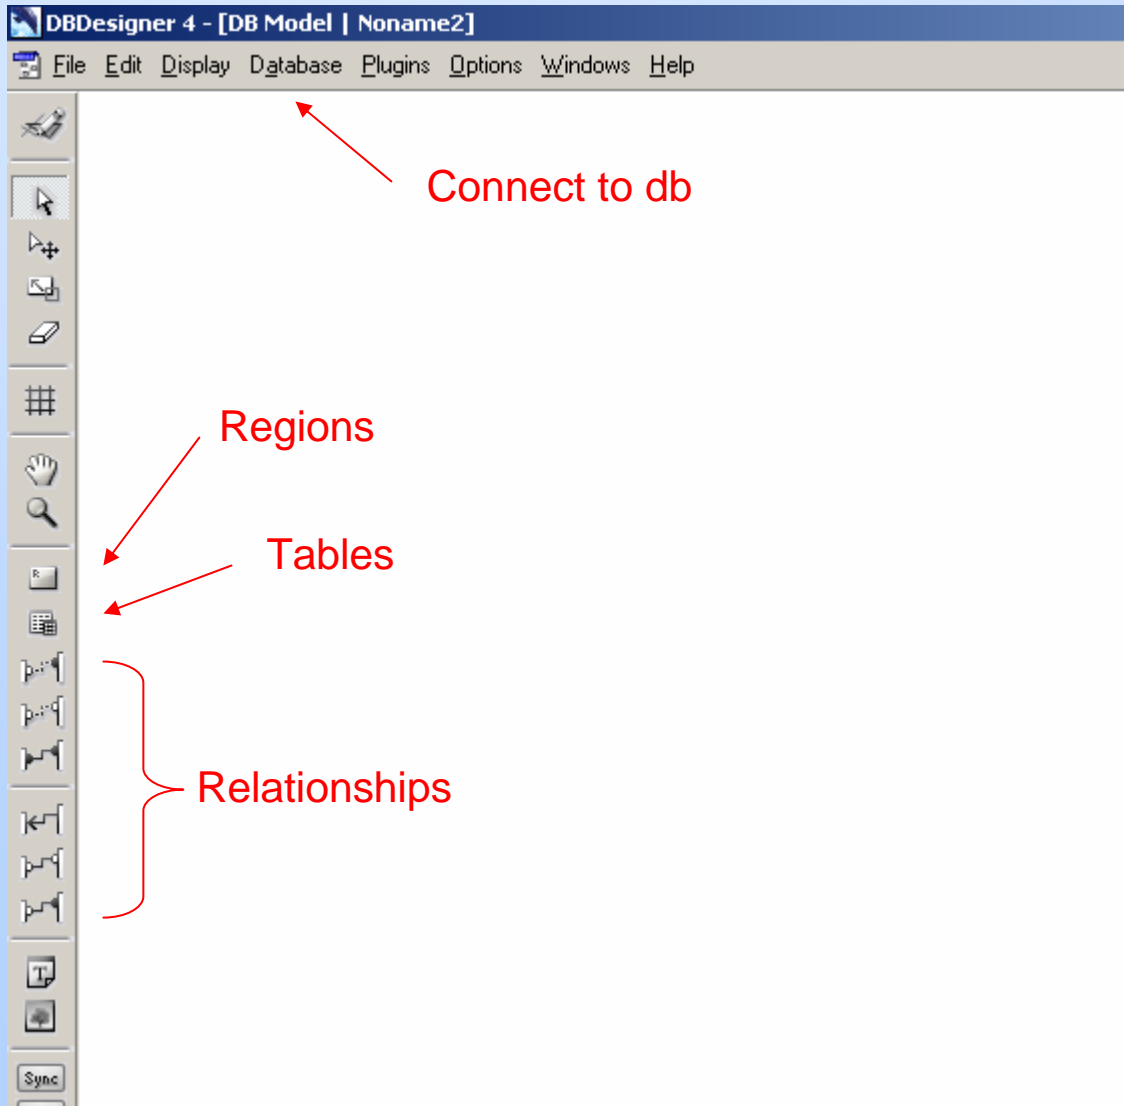 DBDesigner 4 - [DB Model | Noname2]
File Edit Display Database Plugins Options Windows Help
Connect to db
Regions
R
Tables
Relationships
T
Sync